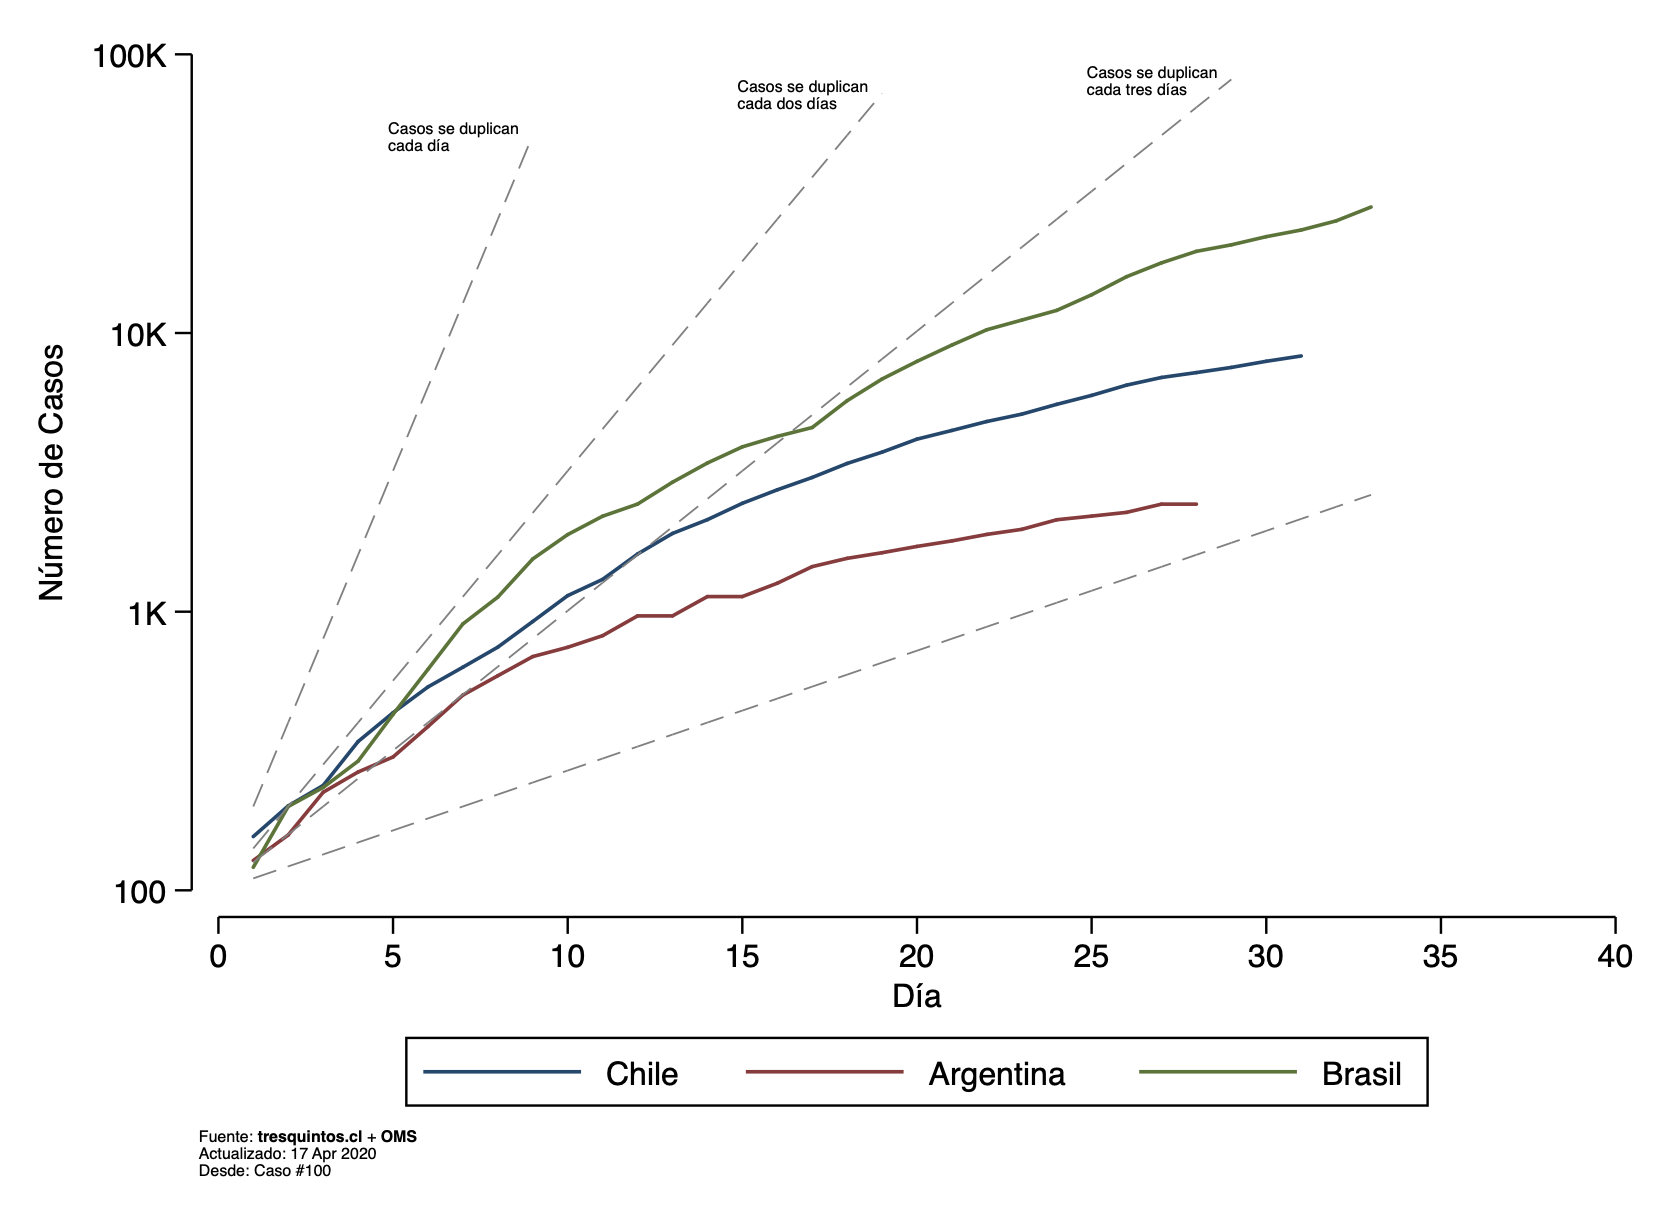 100K
10K
1K
100
Número de Casos
Casos se duplican
cada día
Casos se duplican
cada dos días
Casos se duplican
cada tres días
0 5 10 15 20 25 30 35 40
Día
Chile Argentina Brasil
Fuente: tresquintos.cl + OMS
Actualizado: 17 Apr 2020
Desde: Caso #100